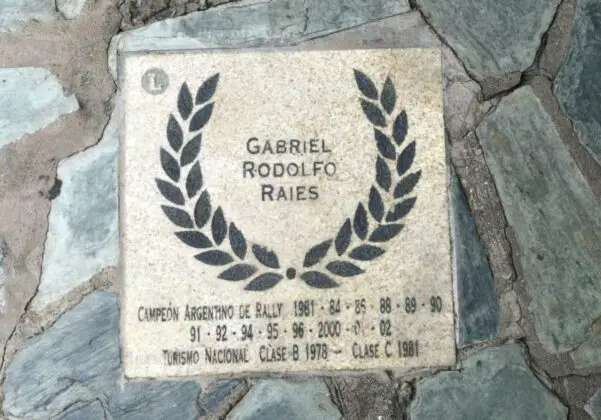 L
GABRIEL
RODOLFO
RAIES
CAMPEÓN ARGENTINO DE RALLY 1981 · 84 · 85 · 88 · 89 · 90
91 · 92 · 94 · 95 · 96 · 2000 · 01 · 02
TURISMO NACIONAL CLASE B 1978 – CLASE C 1981